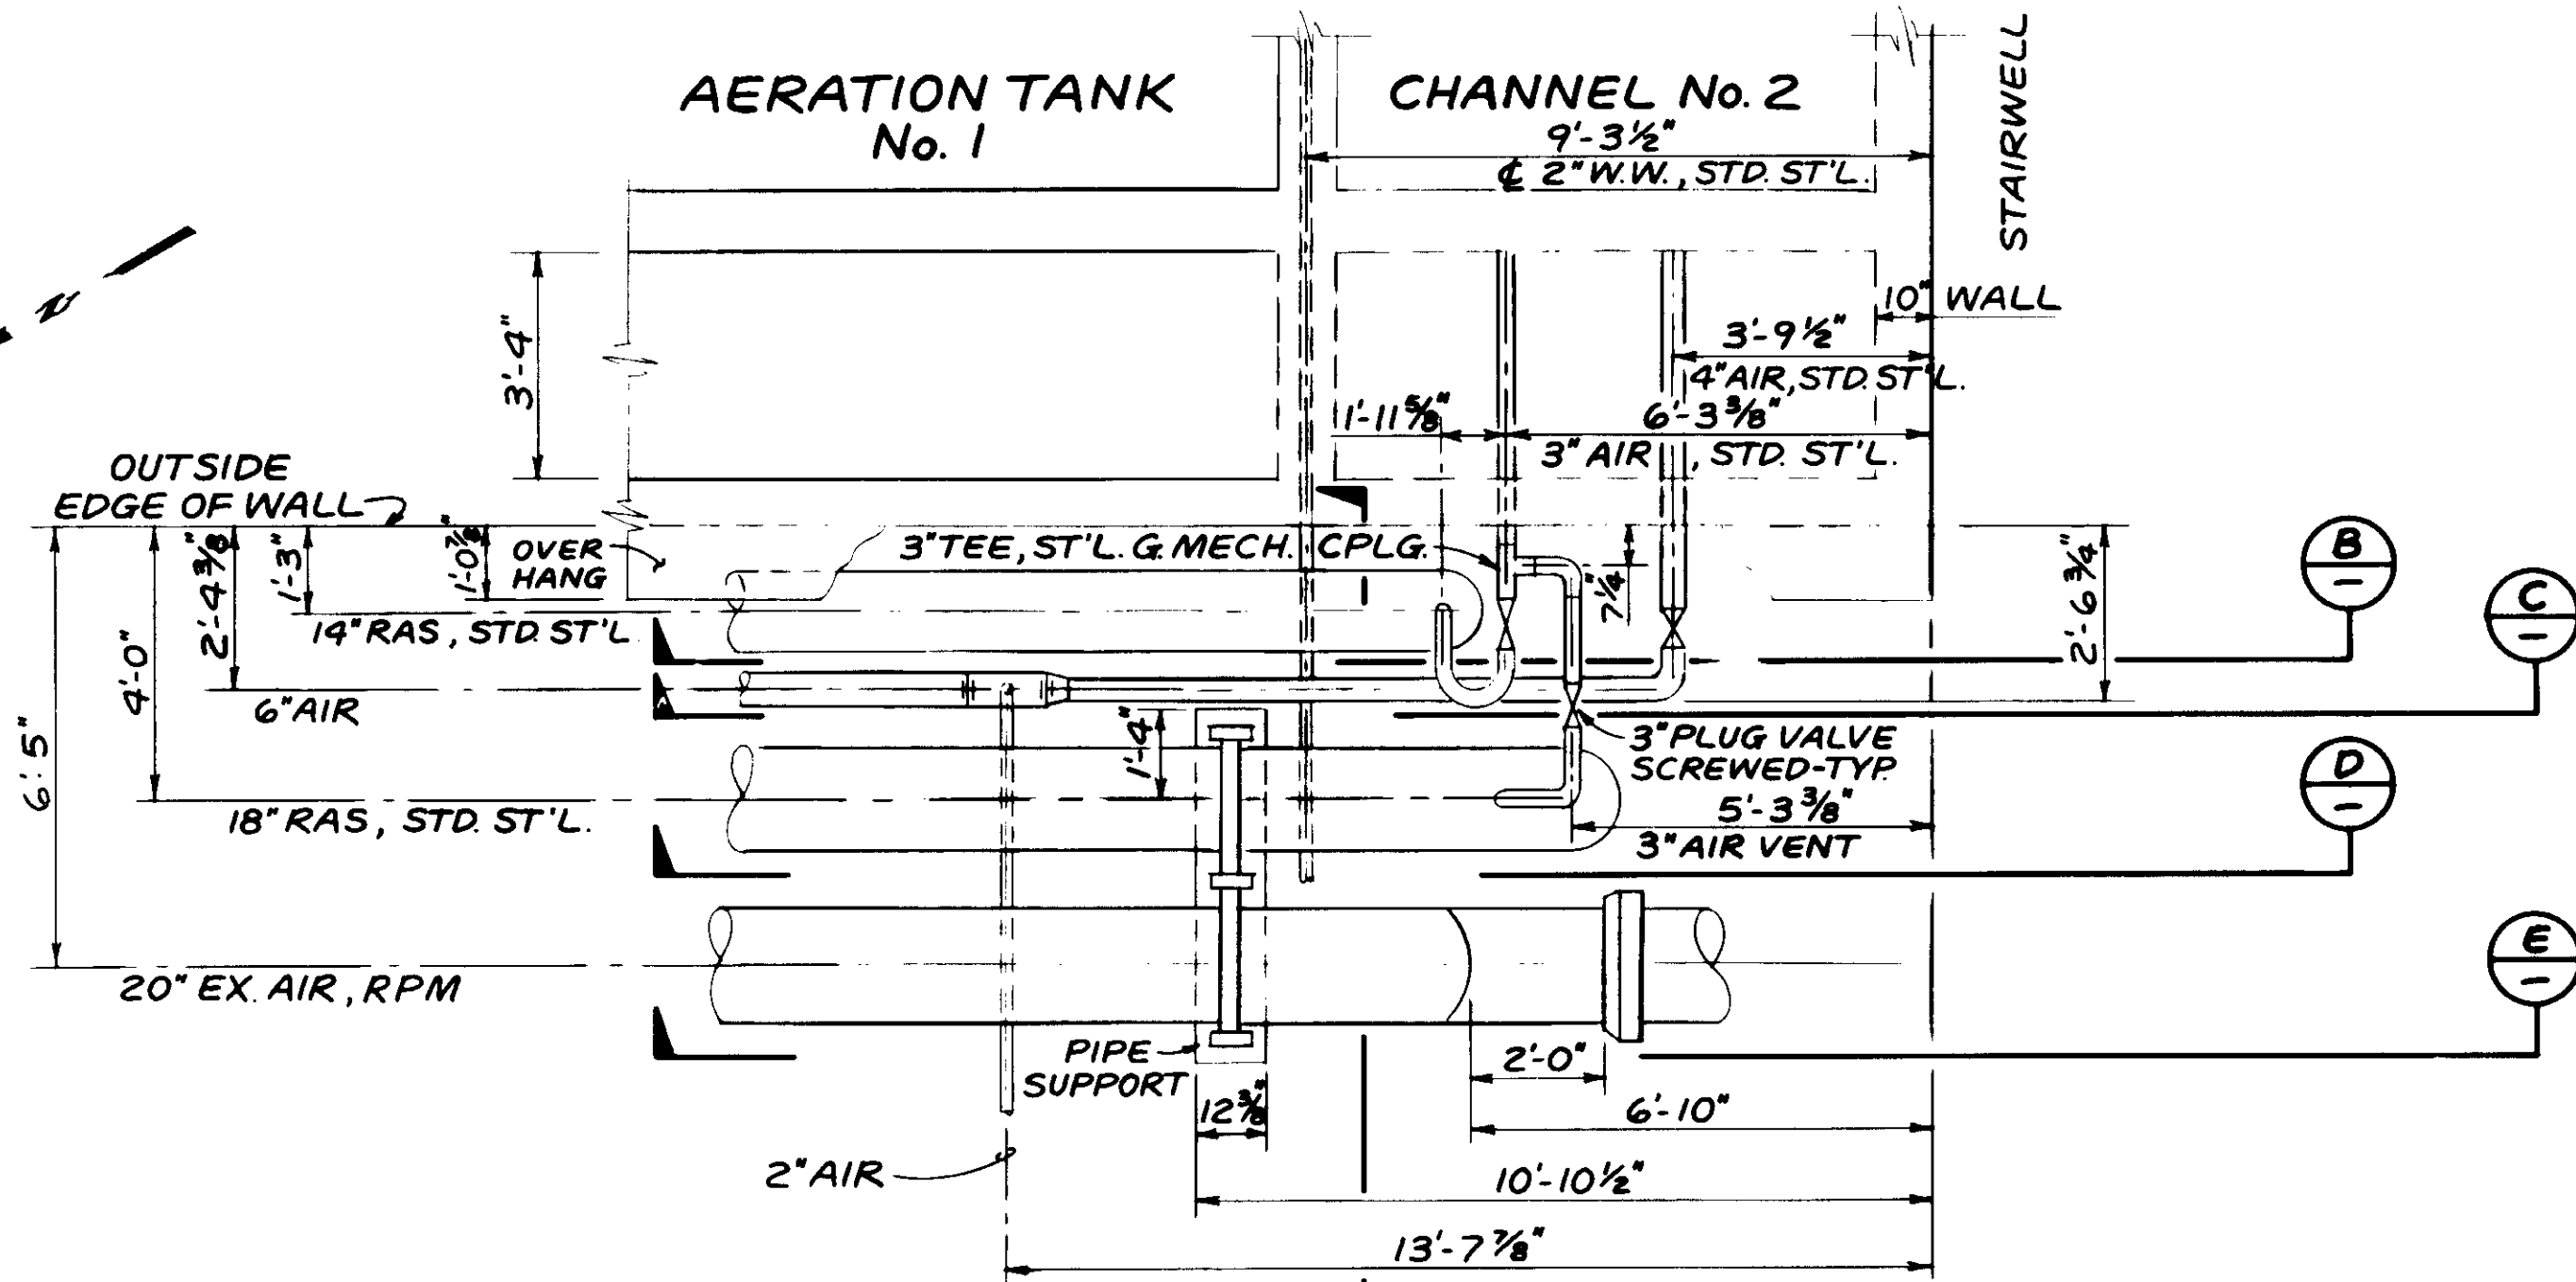 AERATION TANK
No. 1
CHANNEL No. 2
9'-3½"
℄ 2" W.W., STD. ST'L.
STAIRWELL
N
3'-4"
10" WALL
3'-9½"
4" AIR, STD. ST'L.
1'-11⅝"
6'-3⅜"
3" AIR, STD. ST'L.
OUTSIDE
EDGE OF WALL
6'-5"
4'-0"
2'-4⅜"
1'-3"
1'-0⅞"
OVER
HANG
3" TEE, ST'L. G. MECH. CPLG.
7¼"
2'-6¾"
B
-
C
-
14" RAS, STD. ST'L
6" AIR
1'-4"
3" PLUG VALVE
SCREWED-TYP.
D
-
5'-3⅜"
3" AIR VENT
18" RAS, STD. ST'L.
E
-
20" EX. AIR, RPM
PIPE
SUPPORT
2'-0"
12⅜"
6'-10"
2" AIR
10'-10½"
13'-7⅞"